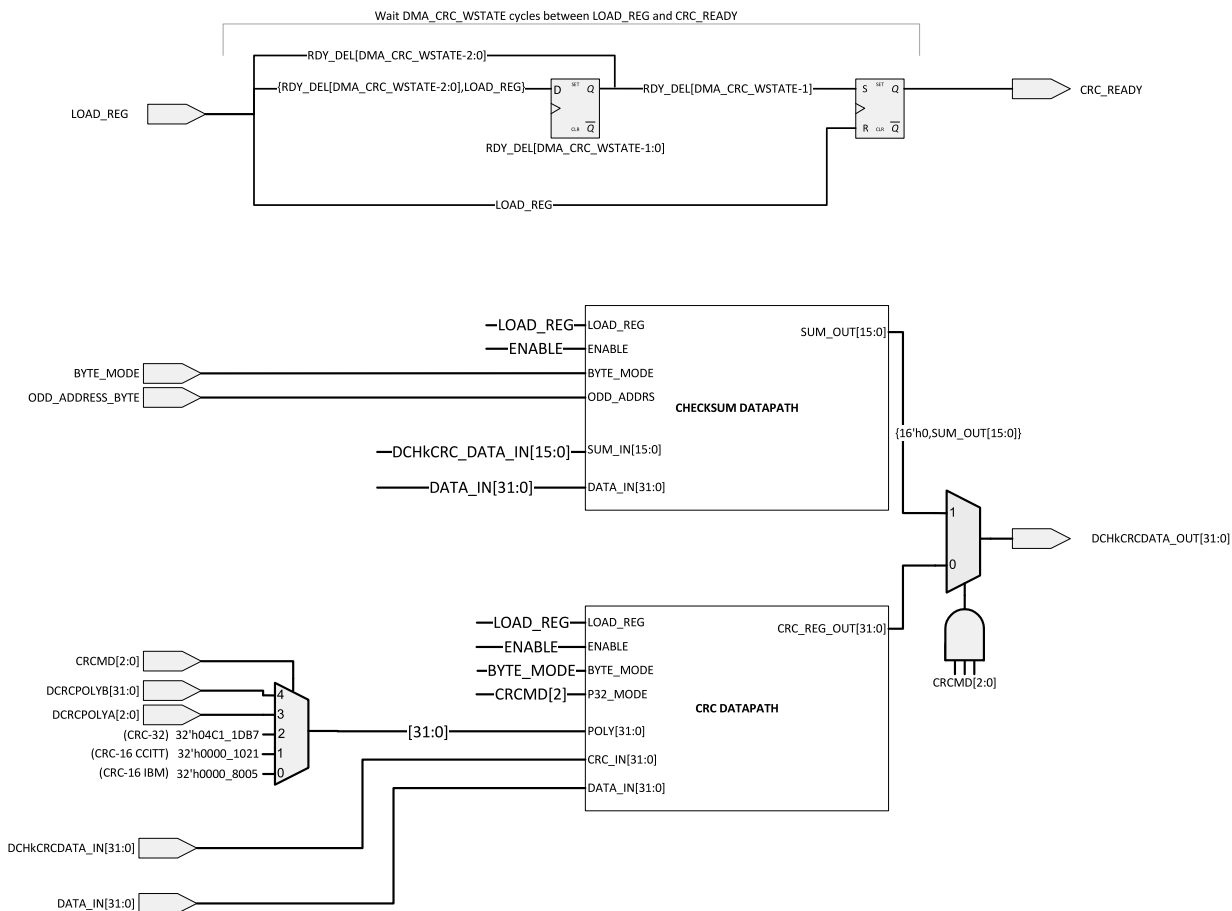 Wait DMA_CRC_WSTATE cycles between LOAD_REG and CRC_READY
RDY_DEL[DMA_CRC_WSTATE-2:0]
{RDY_DEL[DMA_CRC_WSTATE-2:0],LOAD_REG}
D SET Q
CLR Q
RDY_DEL[DMA_CRC_WSTATE-1]
S SET Q
R CLR Q
CRC_READY
LOAD_REG
RDY_DEL[DMA_CRC_WSTATE-1:0]
LOAD_REG
LOAD_REG
ENABLE
BYTE_MODE
ODD_ADDRESS_BYTE
DCHkCRC_DATA_IN[15:0]
DATA_IN[31:0]
LOAD_REG
ENABLE
BYTE_MODE
ODD_ADDRS
SUM_IN[15:0]
DATA_IN[31:0]
CHECKSUM DATAPATH
SUM_OUT[15:0]
{16'h0,SUM_OUT[15:0]}
1
0
DCHkCRCDATA_OUT[31:0]
CRCMD[2:0]
LOAD_REG
ENABLE
BYTE_MODE
CRCMD[2]
LOAD_REG
ENABLE
BYTE_MODE
P32_MODE
POLY[31:0]
CRC_IN[31:0]
DATA_IN[31:0]
CRC DATAPATH
CRC_REG_OUT[31:0]
CRCMD[2:0]
DCRCPOLYB[31:0]
DCRCPOLYA[2:0]
(CRC-32) 32'h04C1_1DB7
(CRC-16 CCITT) 32'h0000_1021
(CRC-16 IBM) 32'h0000_8005
4
3
2
1
0
[31:0]
DCHkCRCDATA_IN[31:0]
DATA_IN[31:0]